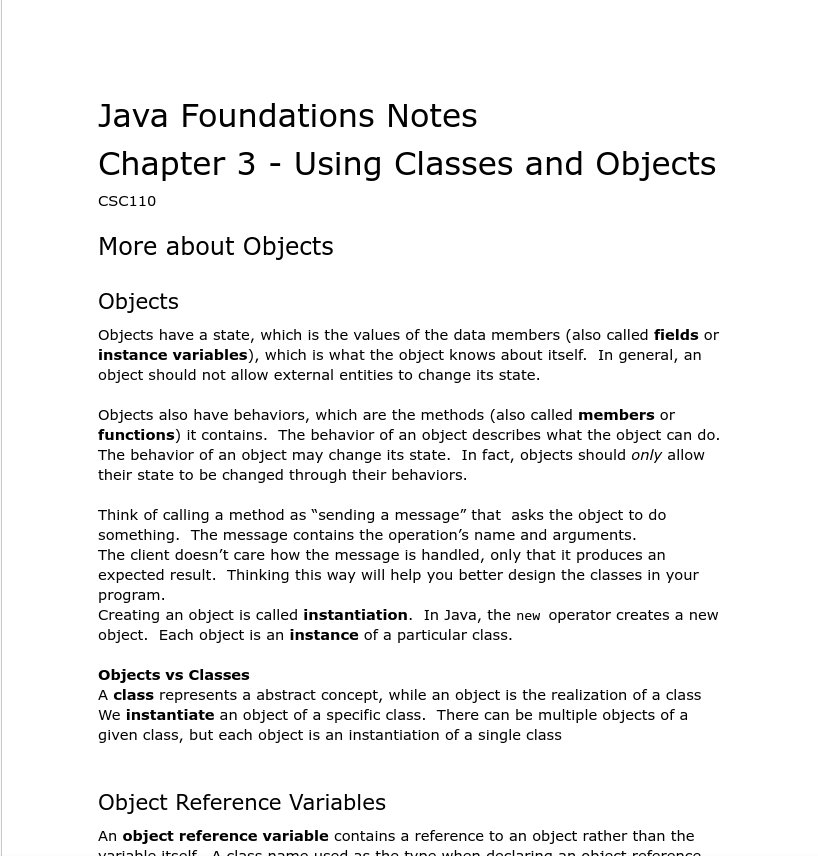 Java Foundations Notes
Chapter 3 - Using Classes and Objects
CSC110
More about Objects
Objects
Objects have a state, which is the values of the data members (also called fields or
instance variables), which is what the object knows about itself.  In general, an
object should not allow external entities to change its state.
Objects also have behaviors, which are the methods (also called members or
functions) it contains.  The behavior of an object describes what the object can do.
The behavior of an object may change its state.  In fact, objects should only allow
their state to be changed through their behaviors.
Think of calling a method as “sending a message” that  asks the object to do
something.  The message contains the operation’s name and arguments.
The client doesn’t care how the message is handled, only that it produces an
expected result.  Thinking this way will help you better design the classes in your
program.
Creating an object is called instantiation.  In Java, the new operator creates a new
object.  Each object is an instance of a particular class.
Objects vs Classes
A class represents a abstract concept, while an object is the realization of a class
We instantiate an object of a specific class.  There can be multiple objects of a
given class, but each object is an instantiation of a single class
Object Reference Variables
An object reference variable contains a reference to an object rather than the
variable itself.  A class name used as the type when declaring an object reference